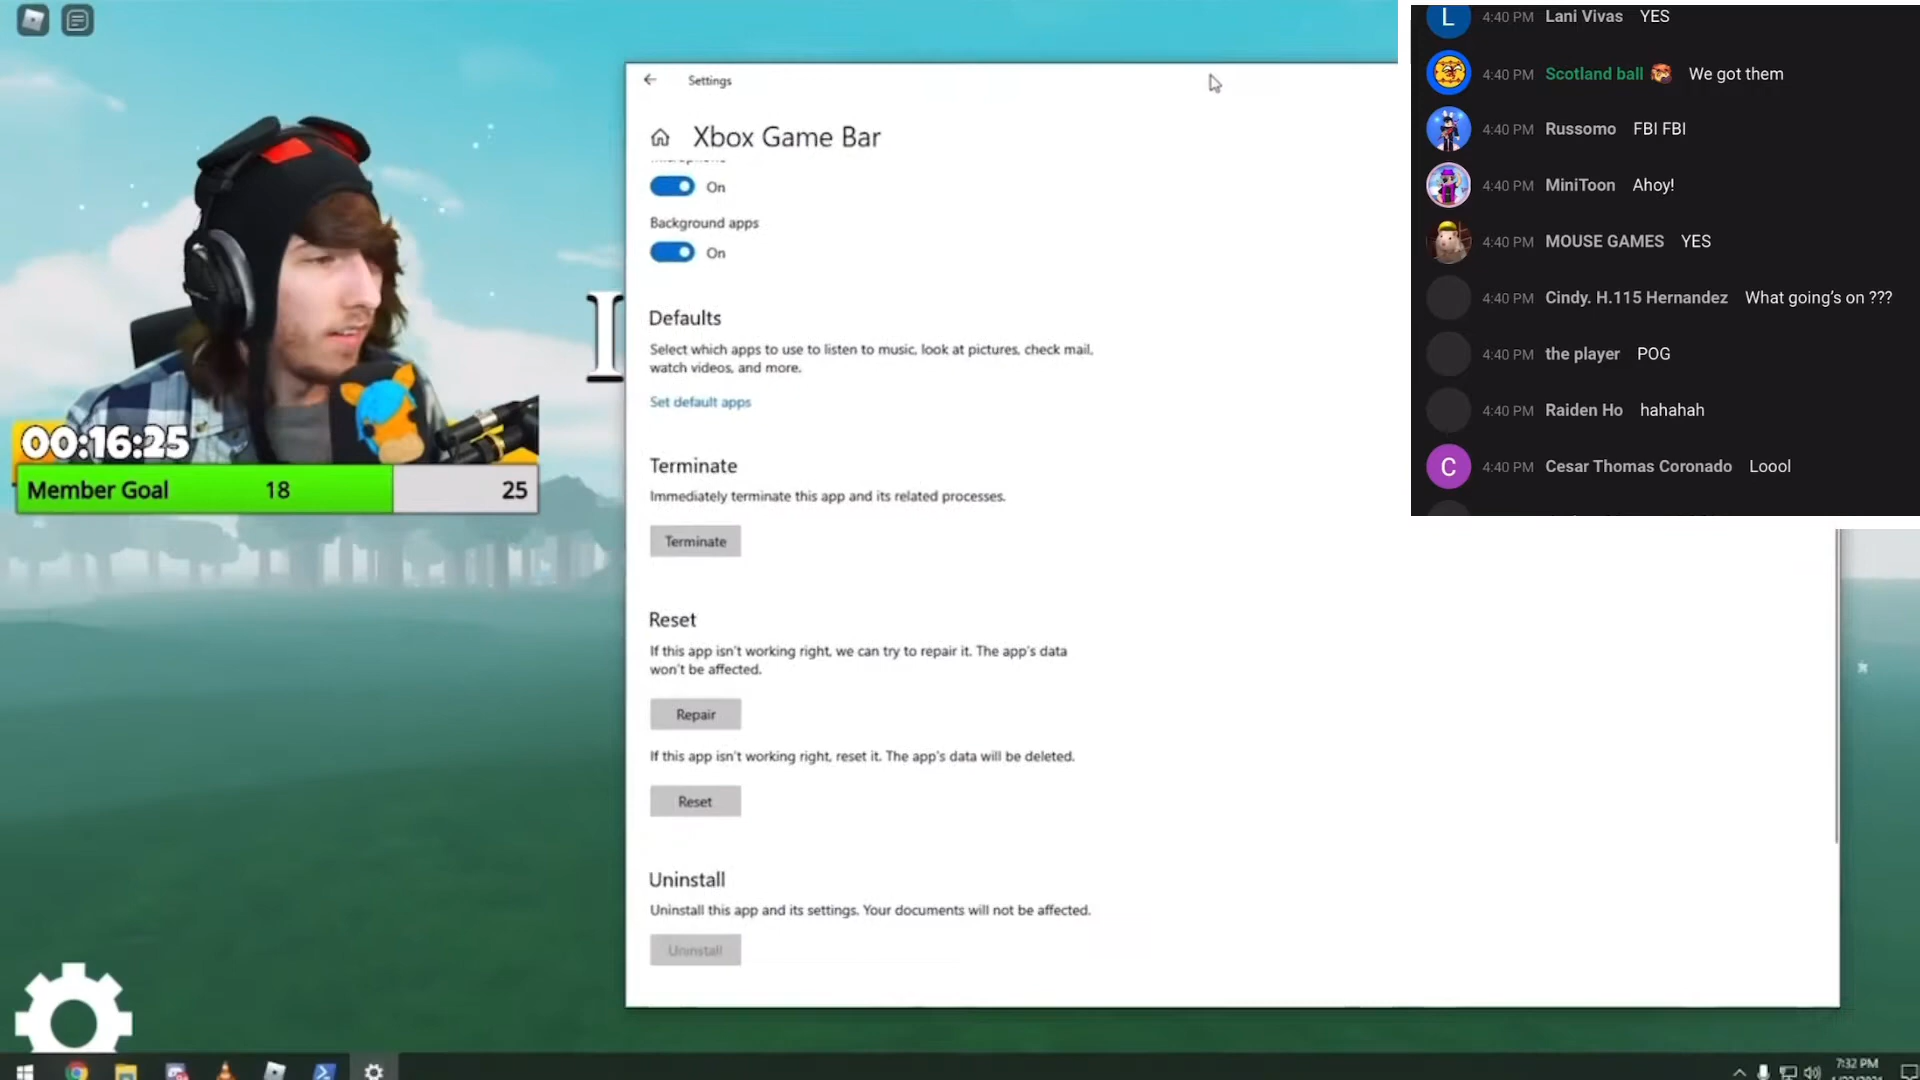 Settings
Xbox Game Bar
On
Background apps
On
Defaults
Select which apps to use to listen to music, look at pictures, check mail,
watch videos, and more.
Set default apps
Terminate
Immediately terminate this app and its related processes.
Terminate
Reset
If this app isn't working right, we can try to repair it. The app's data
won't be affected.
Repair
If this app isn't working right, reset it. The app's data will be deleted.
Reset
Uninstall
Uninstall this app and its settings. Your documents will not be affected.
Uninstall
00:16:25
Member Goal 18 25
L 4:40 PM Lani Vivas YES
4:40 PM Scotland ball We got them
4:40 PM Russomo FBI FBI
4:40 PM MiniToon Ahoy!
4:40 PM MOUSE GAMES YES
4:40 PM Cindy. H.115 Hernandez What going's on ???
4:40 PM the player POG
4:40 PM Raiden Ho hahahah
C 4:40 PM Cesar Thomas Coronado Loool
7:32 PM